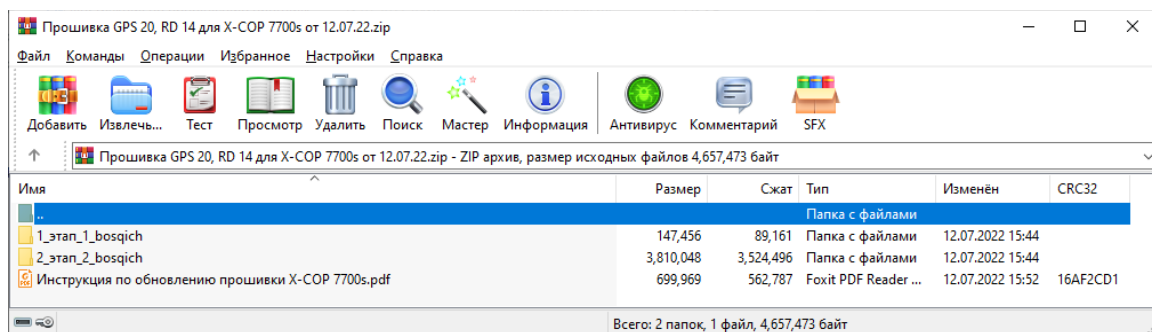 Прошивка GPS 20, RD 14 для X-COP 7700s от 12.07.22.zip
Файл Команды Операции Избранное Настройки Справка
Добавить Извлечь... Тест Просмотр Удалить Поиск Мастер Информация Антивирус Комментарий SFX
Прошивка GPS 20, RD 14 для X-COP 7700s от 12.07.22.zip - ZIP архив, размер исходных файлов 4,657,473 байт
Имя Размер Сжат Тип Изменён CRC32
.. Папка с файлами
1_этап_1_bosqich 147,456 89,161 Папка с файлами 12.07.2022 15:44
2_этап_2_bosqich 3,810,048 3,524,496 Папка с файлами 12.07.2022 15:44
Инструкция по обновлению прошивки X-COP 7700s.pdf 699,969 562,787 Foxit PDF Reader ... 12.07.2022 15:52 16AF2CD1
Всего: 2 папок, 1 файл, 4,657,473 байт